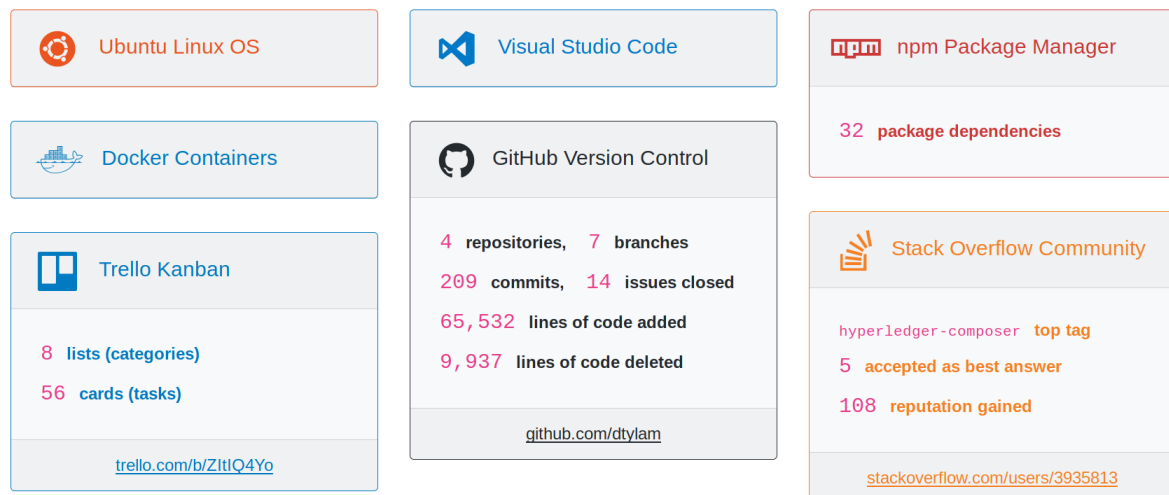 Ubuntu Linux OS
Docker Containers
Trello Kanban
8 lists (categories)
56 cards (tasks)
trello.com/b/ZItIQ4Yo
Visual Studio Code
GitHub Version Control
4 repositories, 7 branches
209 commits, 14 issues closed
65,532 lines of code added
9,937 lines of code deleted
github.com/dtylam
npm Package Manager
32 package dependencies
Stack Overflow Community
hyperledger-composer top tag
5 accepted as best answer
108 reputation gained
stackoverflow.com/users/3935813